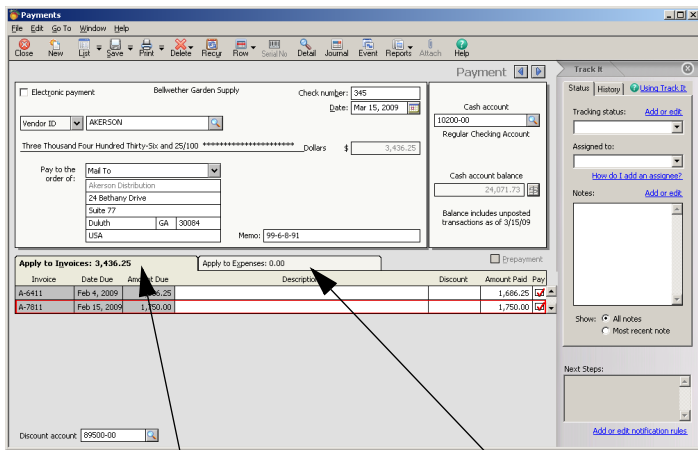 Payments
File Edit Go To Window Help
Close New List Save Print Delete Recur Row Serial No Detail Journal Event Reports Attach Help
Payment
Electronic payment Bellwether Garden Supply Check number: 345
Date: Mar 15, 2009
Vendor ID AKERSON
Three Thousand Four Hundred Thirty-Six and 25/100 ************************ Dollars $ 3,436.25
Pay to the order of: Mail To
Akerson Distribution
24 Bethany Drive
Suite 77
Duluth GA 30084
USA Memo: 99-6-8-91
Cash account
10200-00
Regular Checking Account
Cash account balance
24,071.73
Balance includes unposted
transactions as of 3/15/09
Apply to Invoices: 3,436.25 Apply to Expenses: 0.00 Prepayment
Invoice Date Due Amount Due Description Discount Amount Paid Pay
A-6411 Feb 4, 2009 1,686.25
A-7811 Feb 15, 2009 1,750.00 1,750.00
Discount account 89500-00
Track It
Status History Using Track It
Tracking status: Add or edit
Assigned to:
How do I add an assignee?
Notes: Add or edit
Show: All notes
Most recent note
Next Steps:
Add or edit notification rules